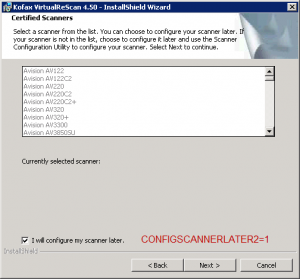 Kofax VirtualReScan 4.50 - InstallShield Wizard
Certified Scanners
Select a scanner from the list. You can choose to configure your scanner later. If
your scanner is not in the list, choose to configure it later and use the Scanner
Configuration Utility to configure your scanner. Select Next to continue.
Avision AV122
Avision AV122C2
Avision AV220
Avision AV220C2
Avision AV220C2+
Avision AV320
Avision AV320+
Avision AV3300
Avision AV3850SU
Currently selected scanner:
I will configure my scanner later.
CONFIGSCANNERLATER2=1
InstallShield
< Back
Next >
Cancel